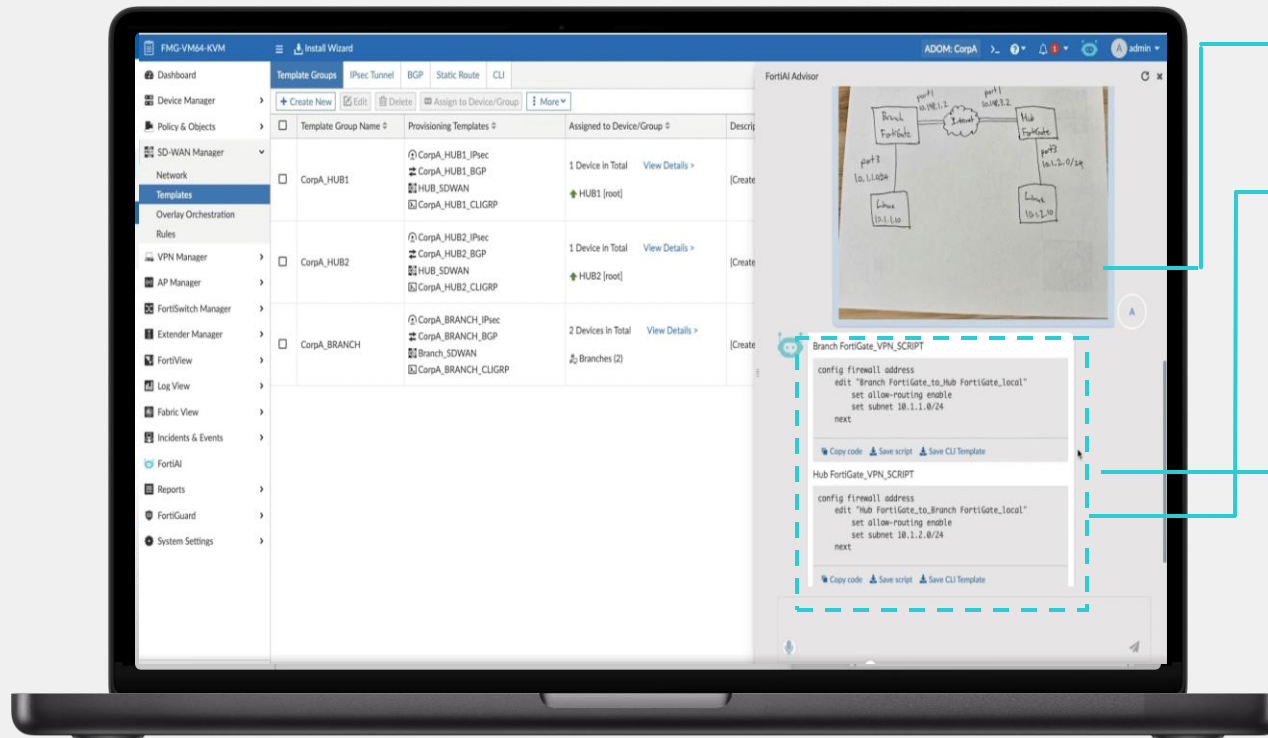 FMG-VM64-KVM
Install Wizard
ADOM: CorpA
1
A admin
Dashboard
Device Manager
Policy & Objects
SD-WAN Manager
Network
Templates
Overlay Orchestration
Rules
VPN Manager
AP Manager
FortiSwitch Manager
Extender Manager
FortiView
Log View
Fabric View
Incidents & Events
FortiAI
Reports
FortiGuard
System Settings
Template Groups IPsec Tunnel BGP Static Route CLI
+ Create New Edit Delete Assign to Device/Group More
Template Group Name Provisioning Templates Assigned to Device/Group Descrip
CorpA_HUB1
CorpA_HUB1_IPsec
CorpA_HUB1_BGP
HUB_SDWAN
CorpA_HUB1_CLIGRP
1 Device in Total View Details >
HUB1 [root]
[Create
CorpA_HUB2
CorpA_HUB2_IPsec
CorpA_HUB2_BGP
HUB_SDWAN
CorpA_HUB2_CLIGRP
1 Device in Total View Details >
HUB2 [root]
[Create
CorpA_BRANCH
CorpA_BRANCH_IPsec
CorpA_BRANCH_BGP
Branch_SDWAN
CorpA_BRANCH_CLIGRP
2 Devices in Total View Details >
Branches (2)
[Create
FortiAI Advisor
port1
port1
10.198.3.2
Branch
FortiGate
Internet
Hub
FortiGate
port3
port3
10.1.2.0/24
Linux
10.1.1.10
Linux
10.1.2.10
A
Branch FortiGate_VPN_SCRIPT
config firewall address
edit "Branch FortiGate_to_Hub FortiGate_local"
set allow-routing enable
set subnet 10.1.1.0/24
next
Copy code Save script Save CLI Template
Hub FortiGate_VPN_SCRIPT
config firewall address
edit "Hub FortiGate_to_Branch FortiGate_local"
set allow-routing enable
set subnet 10.1.2.0/24
next
Copy code Save script Save CLI Template